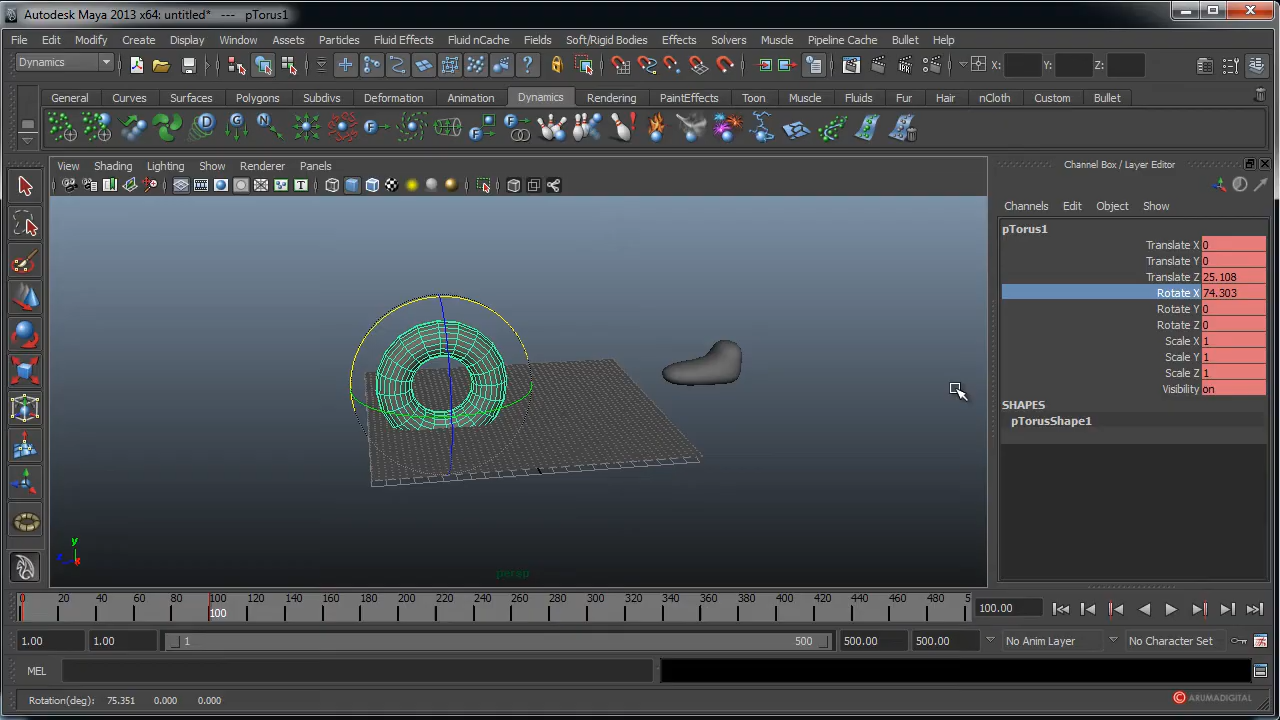 Autodesk Maya 2013 x64: untitled* --- pTorus1
File Edit Modify Create Display Window Assets Particles Fluid Effects Fluid nCache Fields Soft/Rigid Bodies Effects Solvers Muscle Pipeline Cache Bullet Help
Dynamics X: Y: Z:
General Curves Surfaces Polygons Subdivs Deformation Animation Dynamics Rendering PaintEffects Toon Muscle Fluids Fur Hair nCloth Custom Bullet
View Shading Lighting Show Renderer Panels
Channel Box / Layer Editor
Channels Edit Object Show
pTorus1
Translate X 0
Translate Y 0
Translate Z 25.108
Rotate X 74.303
Rotate Y 0
Rotate Z 0
Scale X 1
Scale Y 1
Scale Z 1
Visibility on
SHAPES
pTorusShape1
y
x
persp
0 20 40 60 80 100 120 140 160 180 200 220 240 260 280 300 320 340 360 380 400 420 440 460 480 5
100
100.00
1.00 1.00 1 500 500.00 500.00 No Anim Layer No Character Set
MEL
Rotation(deg): 75.351 0.000 0.000
© ARUMADIGITAL